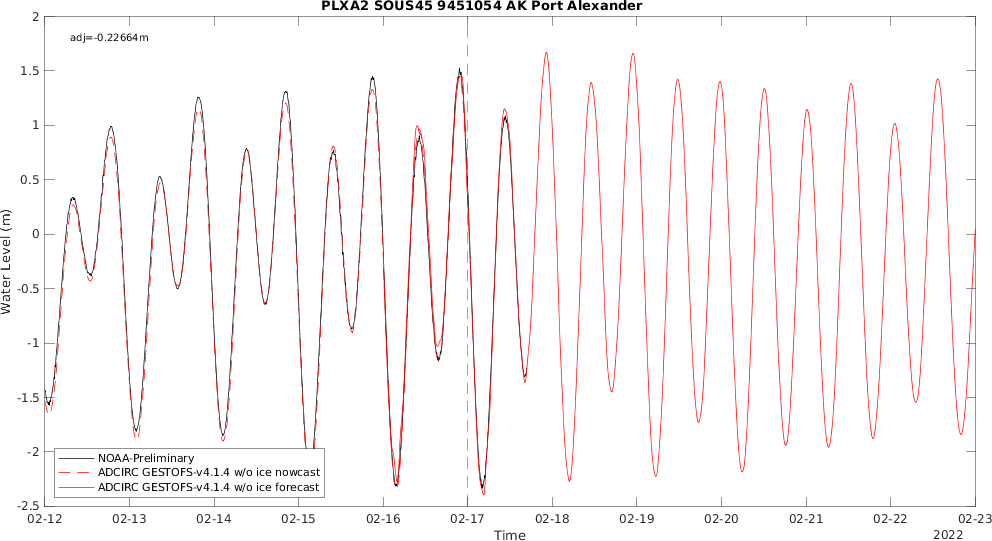 PLXA2 SOUS45 9451054 AK Port Alexander
adj=-0.22664m
2
1.5
1
0.5
0
-0.5
-1
-1.5
-2
-2.5
Water Level (m)
NOAA-Preliminary
ADCIRC GESTOFS-v4.1.4 w/o ice nowcast
ADCIRC GESTOFS-v4.1.4 w/o ice forecast
02-12 02-13 02-14 02-15 02-16 02-17 02-18 02-19 02-20 02-21 02-22 02-23
Time
2022